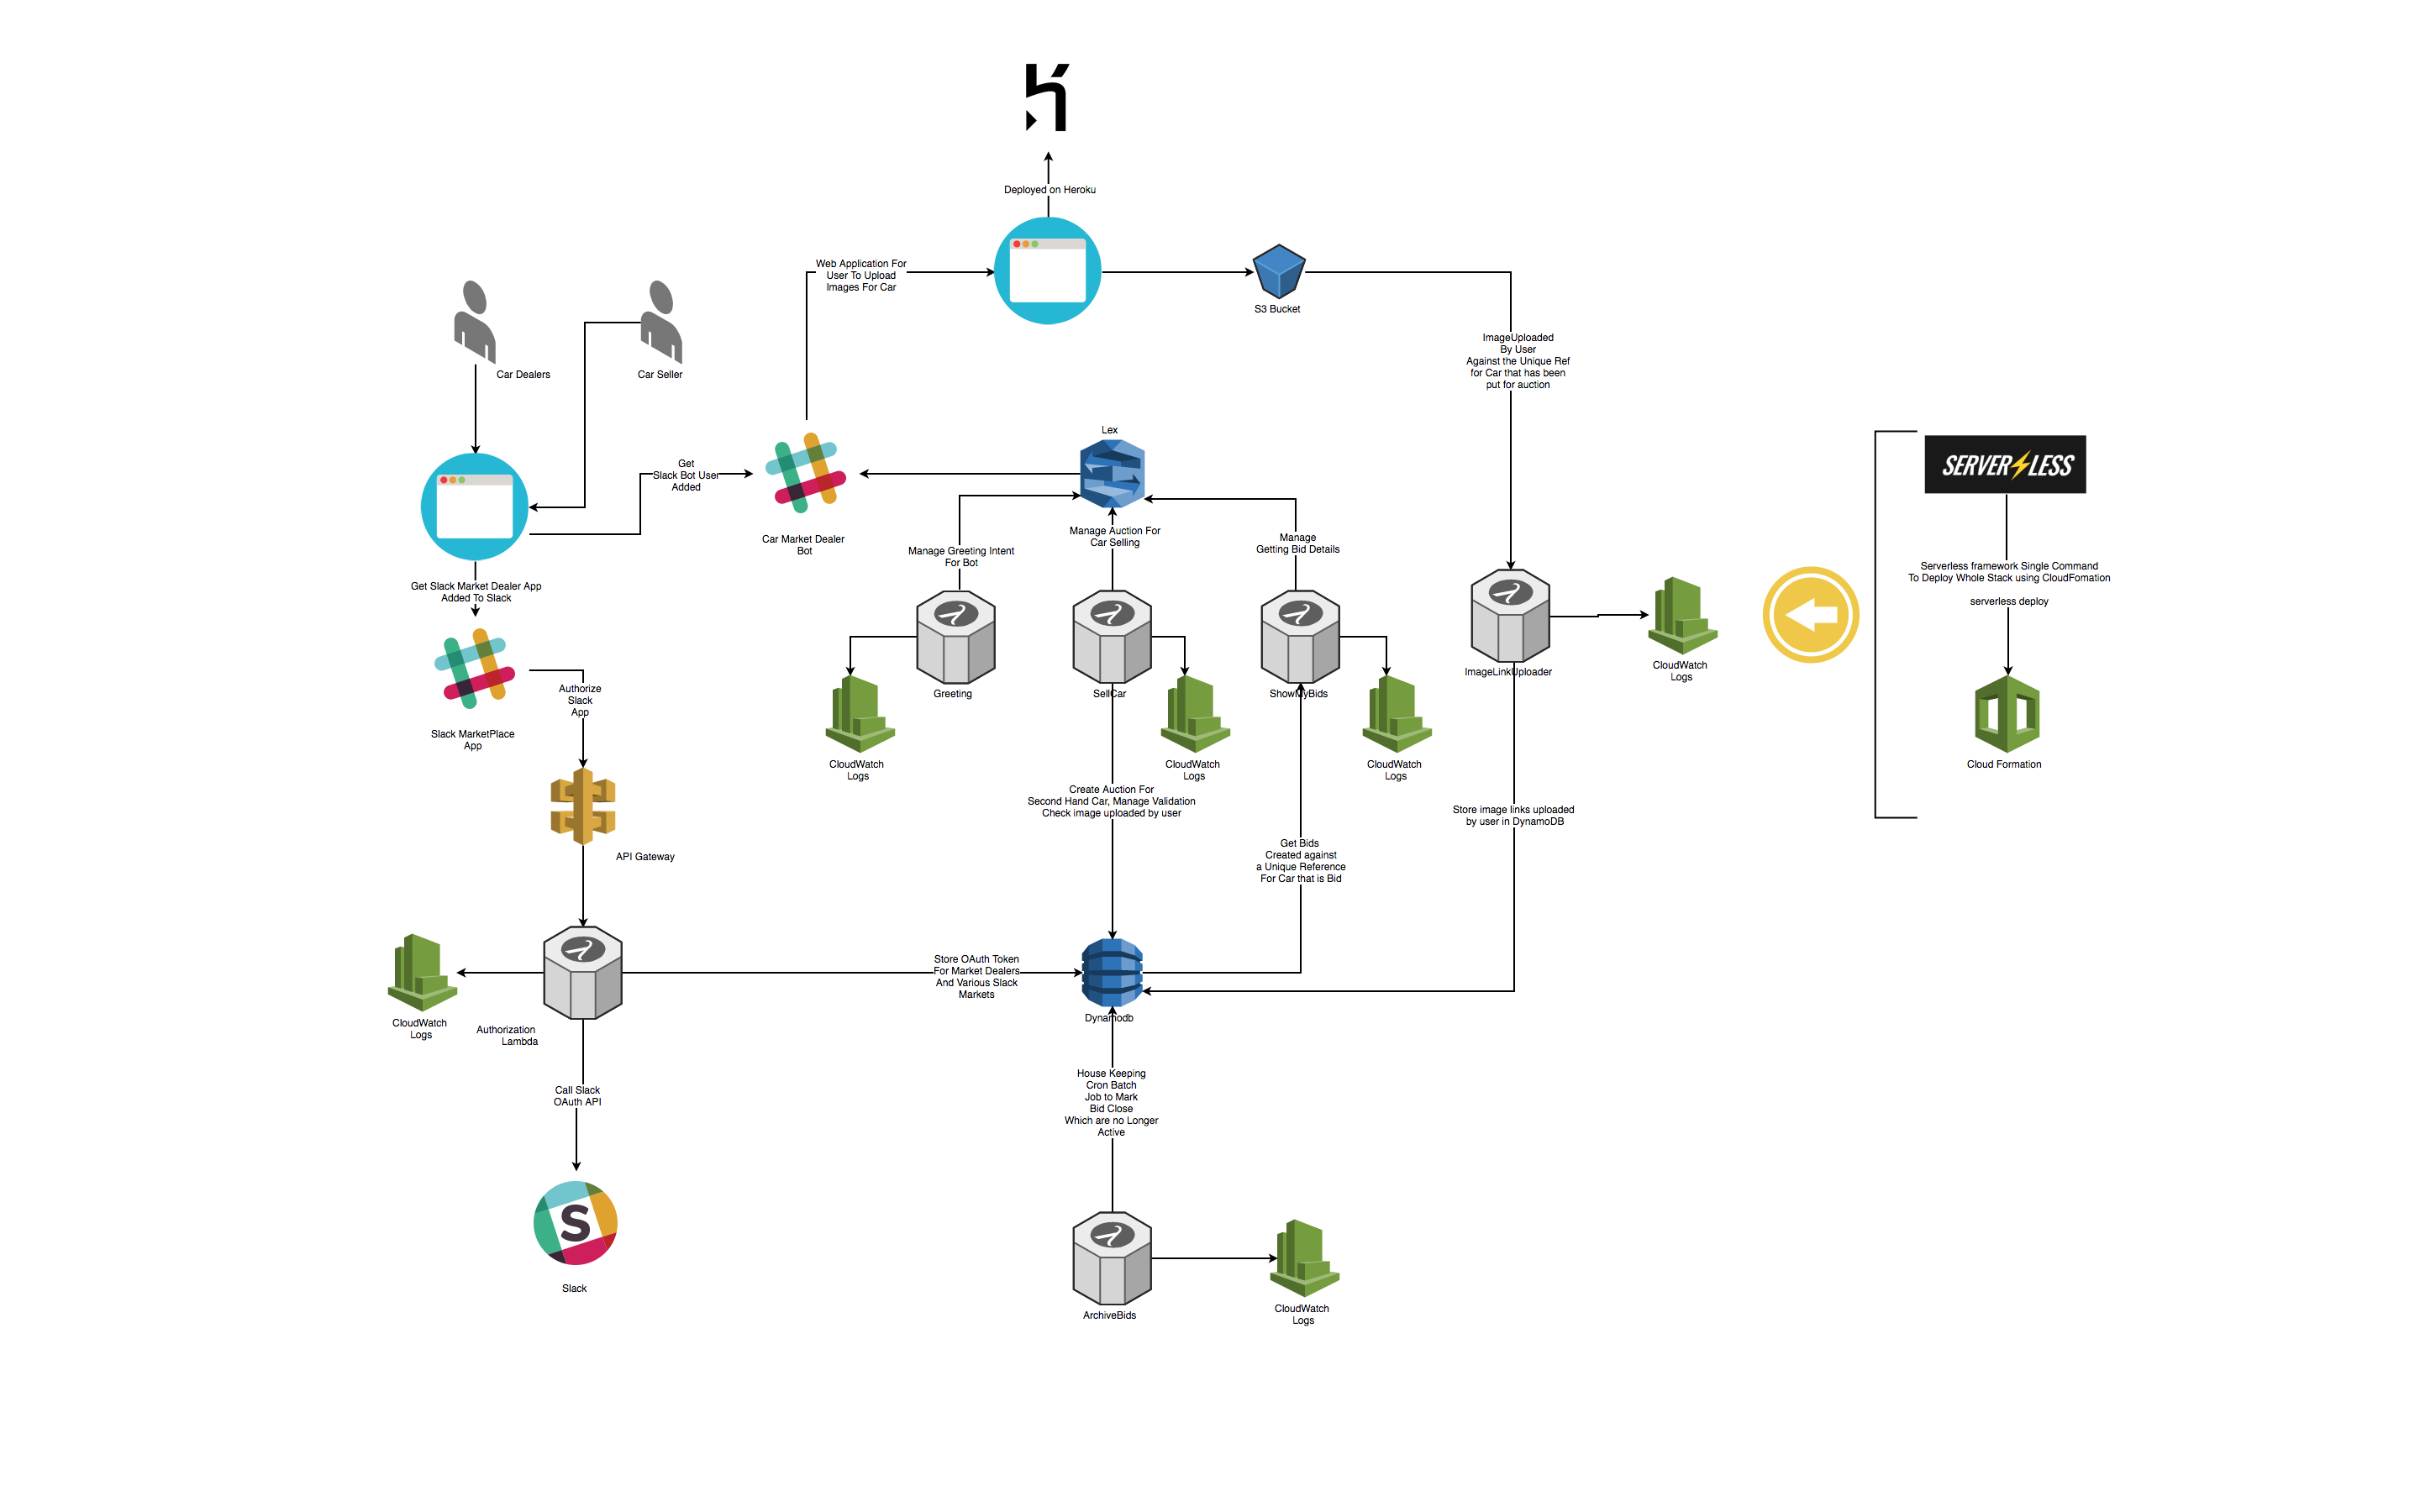 Deployed on Heroku
Web Application For
User To Upload
Images For Car
S3 Bucket
Car Dealers
Car Seller
ImageUploaded
By User
Against the Unique Ref
for Car that has been
put for auction
Lex
SERVERLESS
Get
Slack Bot User
Added
Car Market Dealer
Bot
Manage Auction For
Car Selling
Manage
Getting Bid Details
Manage Greeting Intent
For Bot
Get Slack Market Dealer App
Added To Slack
Serverless framework Single Command
To Deploy Whole Stack using CloudFomation
serverless deploy
Greeting
SellCar
ShowMyBids
ImageLinkUploader
CloudWatch
Logs
Authorize
Slack
App
Slack MarketPlace
App
CloudWatch
Logs
CloudWatch
Logs
CloudWatch
Logs
Cloud Formation
Create Auction For
Second Hand Car, Manage Validation
Check image uploaded by user
Store image links uploaded
by user in DynamoDB
API Gateway
Get Bids
Created against
a Unique Reference
For Car that is Bid
Store OAuth Token
For Market Dealers
And Various Slack
Markets
CloudWatch
Logs
Authorization
Lambda
Dynamodb
Call Slack
OAuth API
House Keeping
Cron Batch
Job to Mark
Bid Close
Which are no Longer
Active
S
Slack
ArchiveBids
CloudWatch
Logs